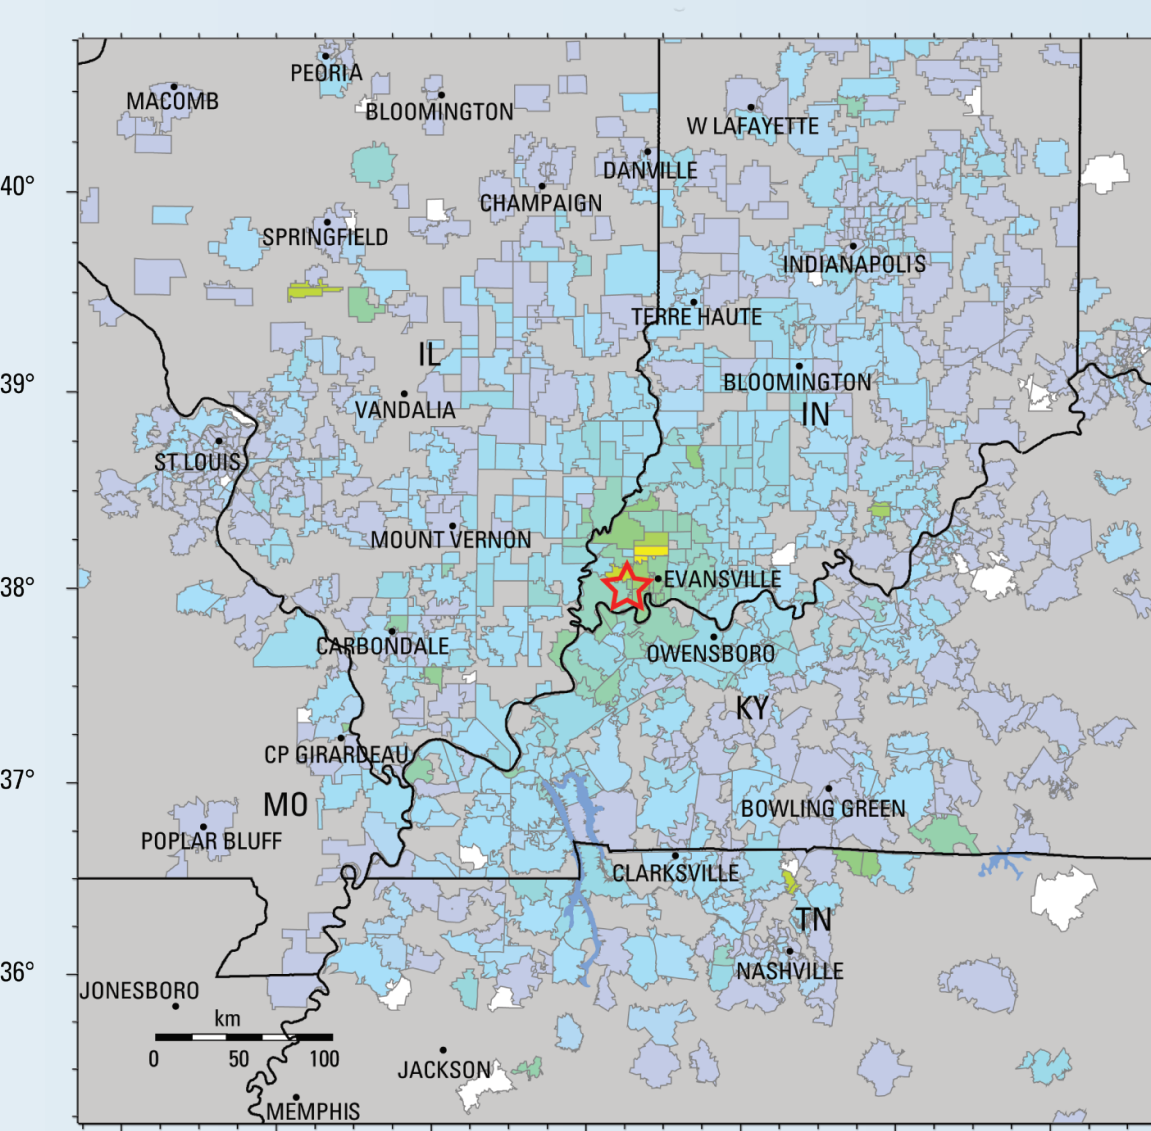 PEORIA
MACOMB
BLOOMINGTON
W LAFAYETTE
DANVILLE
40°
CHAMPAIGN
SPRINGFIELD
INDIANAPOLIS
TERRE HAUTE
IL
39°
BLOOMINGTON
VANDALIA
IN
ST LOUIS
MOUNT VERNON
38°
EVANSVILLE
CARBONDALE
OWENSBORO
KY
CP GIRARDEAU
37°
MO
BOWLING GREEN
POPLAR BLUFF
CLARKSVILLE
TN
36°
NASHVILLE
JONESBORO
km
0 50 100
JACKSON
MEMPHIS